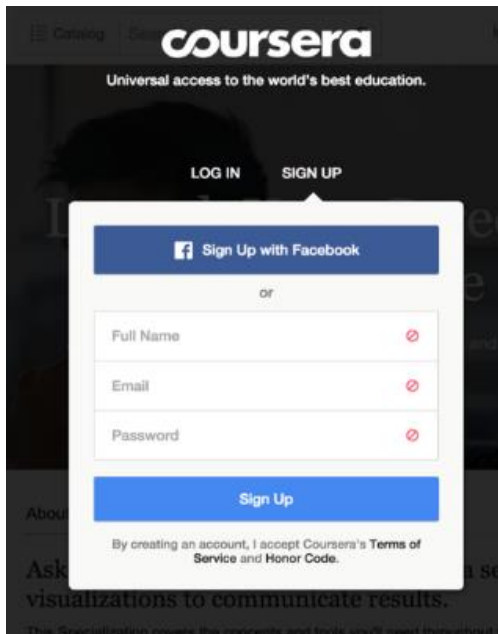 Catalog
coursera
Universal access to the world's best education.
LOG IN SIGN UP
Sign Up with Facebook
or
Full Name
Email
Password
Sign Up
By creating an account, I accept Coursera's Terms of
Service and Honor Code.
Abou
Ask
visualizations to communicate results.